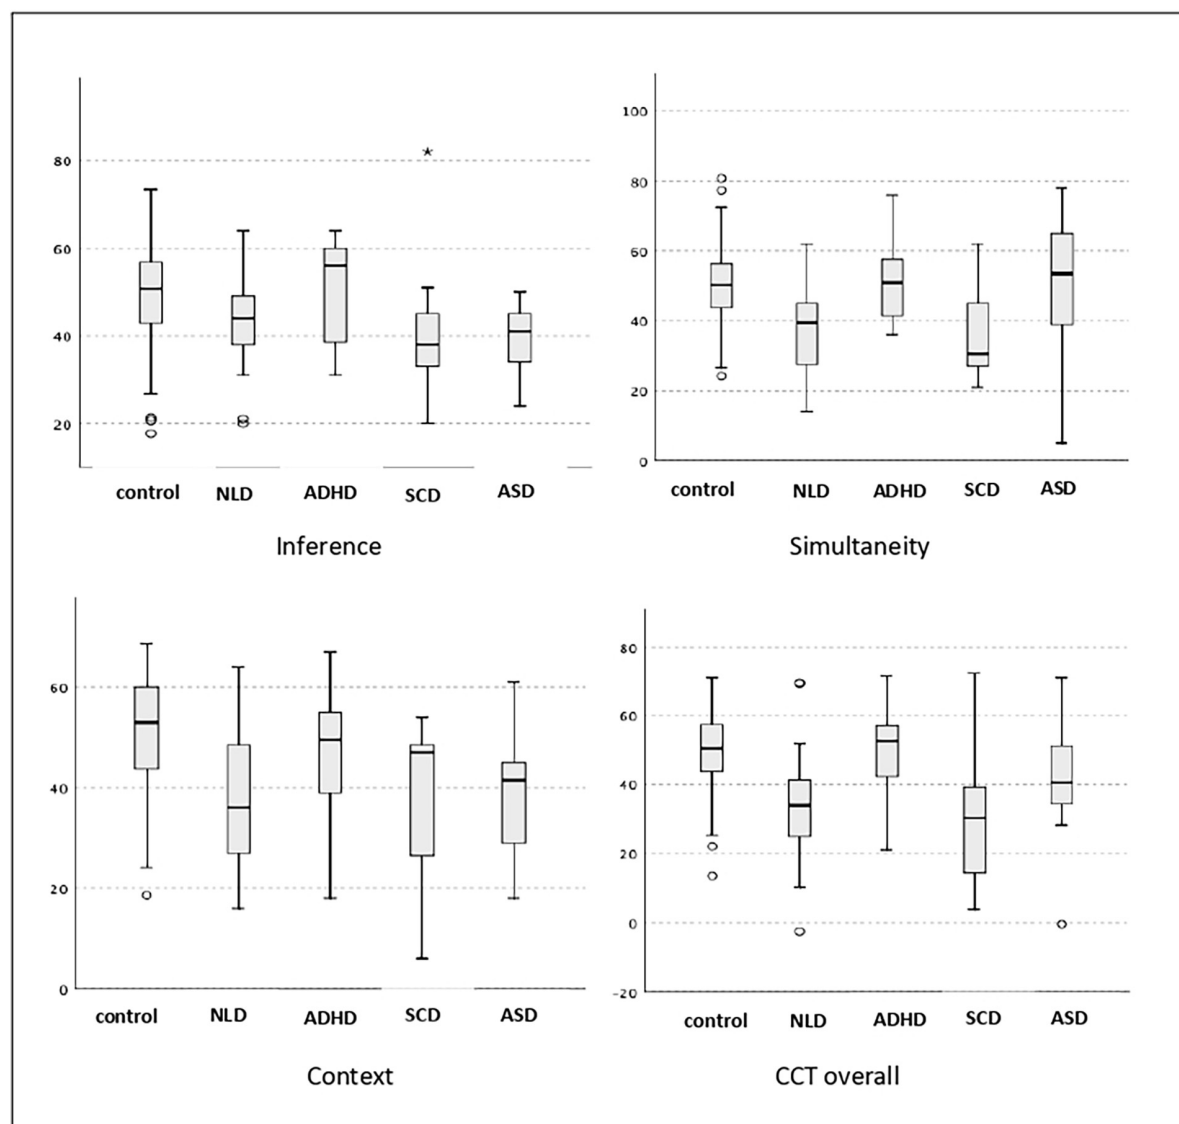 80
60
40
20
control NLD ADHD SCD ASD
Inference
100
80
60
40
20
0
control NLD ADHD SCD ASD
Simultaneity
60
40
20
0
control NLD ADHD SCD ASD
Context
80
60
40
20
0
-20
control NLD ADHD SCD ASD
CCT overall